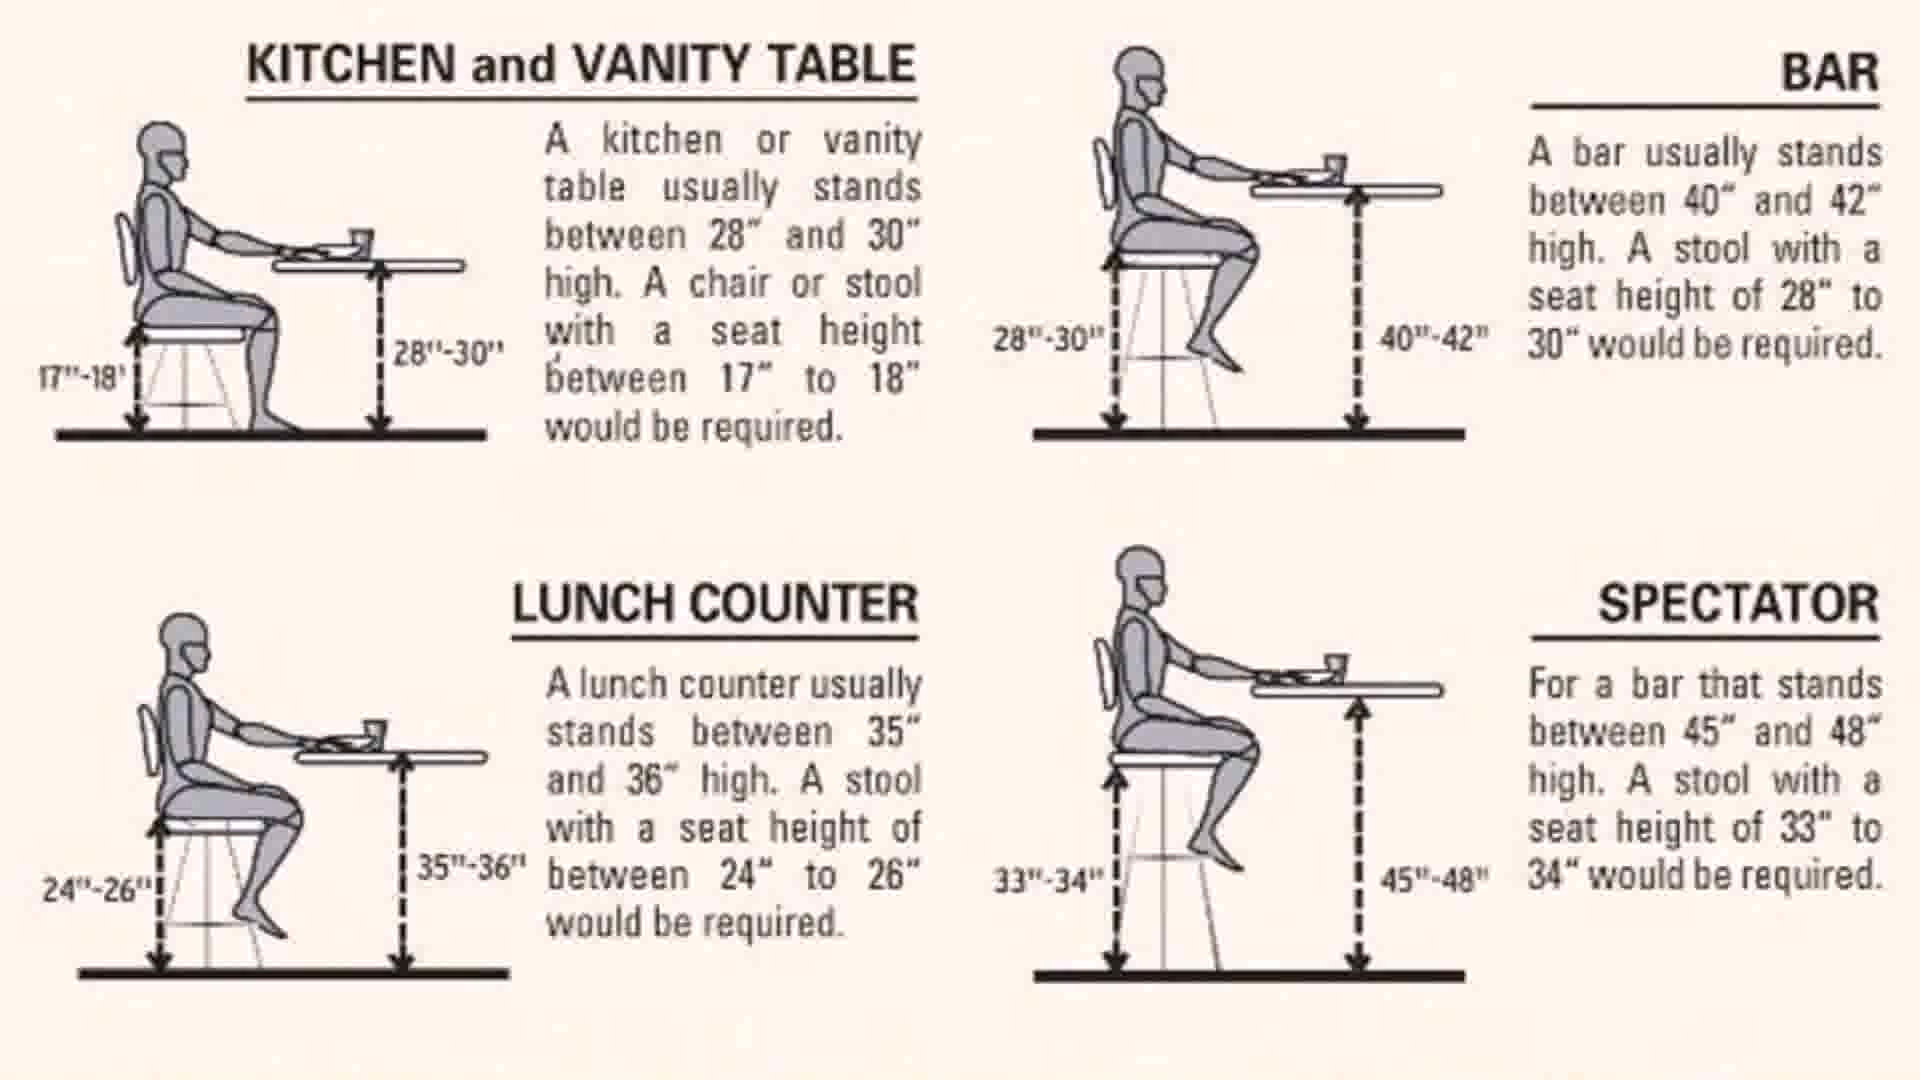 KITCHEN and VANITY TABLE
A kitchen or vanity
table usually stands
between 28" and 30"
high. A chair or stool
with a seat height
between 17" to 18"
would be required.
17"-18'
28"-30"
BAR
A bar usually stands
between 40" and 42"
high. A stool with a
seat height of 28" to
30" would be required.
28"-30"
40"-42"
LUNCH COUNTER
A lunch counter usually
stands between 35"
and 36" high. A stool
with a seat height of
between 24" to 26"
would be required.
24"-26"
35"-36"
SPECTATOR
For a bar that stands
between 45" and 48"
high. A stool with a
seat height of 33" to
34" would be required.
33"-34"
45"-48"